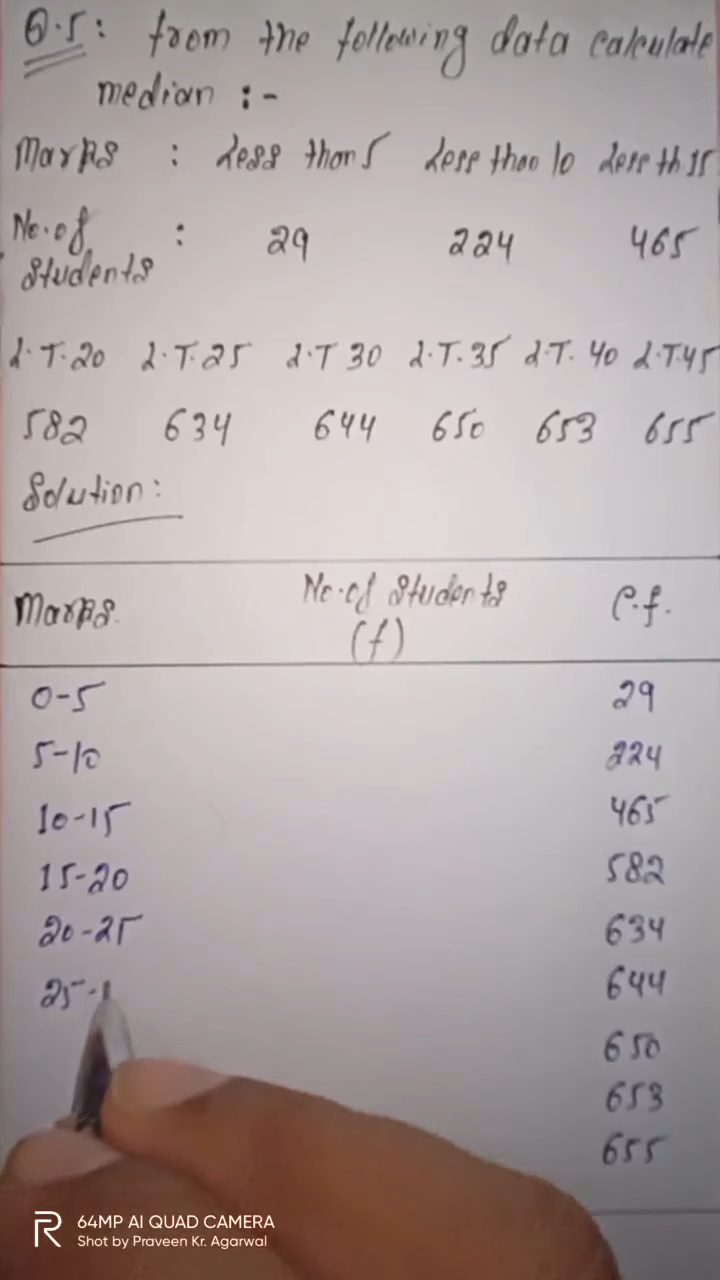 Q.5: from the following data calculate
median :-
Marks : Less than 5 Less than 10 Less th 15
No. of : 29 224 465
Students
L.T.20 L.T.25 L.T 30 L.T.35 L.T. 40 L.T.45
582 634 644 650 653 655
Solution:
Marks. No. of Students C.f.
(f)
0-5 29
5-10 224
10-15 465
15-20 582
20-25 634
25- 644
650
653
655
R 64MP AI QUAD CAMERA
Shot by Praveen Kr. Agarwal